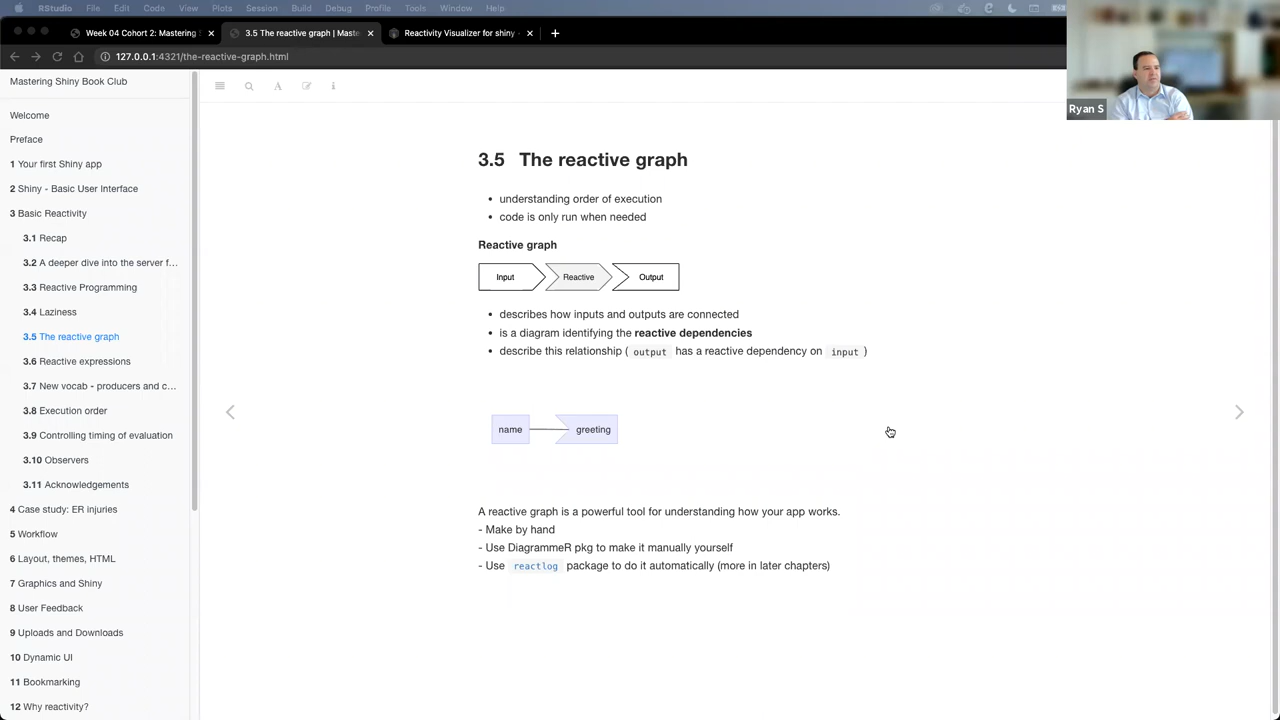 RStudio File Edit Code View Plots Session Build Debug Profile Tools Window Help
Week 04 Cohort 2: Mastering S
3.5 The reactive graph | Maste
Reactivity Visualizer for shiny
127.0.0.1:4321/the-reactive-graph.html
Mastering Shiny Book Club
Welcome
Preface
1 Your first Shiny app
2 Shiny - Basic User Interface
3 Basic Reactivity
3.1 Recap
3.2 A deeper dive into the server f...
3.3 Reactive Programming
3.4 Laziness
3.5 The reactive graph
3.6 Reactive expressions
3.7 New vocab - producers and c...
3.8 Execution order
3.9 Controlling timing of evaluation
3.10 Observers
3.11 Acknowledgements
4 Case study: ER injuries
5 Workflow
6 Layout, themes, HTML
7 Graphics and Shiny
8 User Feedback
9 Uploads and Downloads
10 Dynamic UI
11 Bookmarking
12 Why reactivity?
A
i
3.5 The reactive graph
• understanding order of execution
• code is only run when needed
Reactive graph
Input Reactive Output
• describes how inputs and outputs are connected
• is a diagram identifying the reactive dependencies
• describe this relationship ( output has a reactive dependency on input )
name greeting
A reactive graph is a powerful tool for understanding how your app works.
- Make by hand
- Use DiagrammeR pkg to make it manually yourself
- Use reactlog package to do it automatically (more in later chapters)
Ryan S